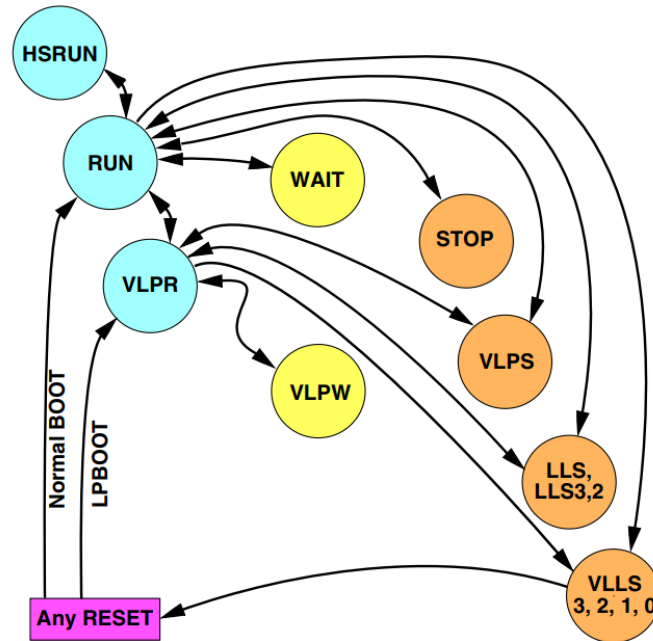 HSRUN
RUN
WAIT
STOP
VLPR
VLPS
VLPW
Normal BOOT
LPBOOT
LLS,
LLS3,2
VLLS
3, 2, 1, 0
Any RESET